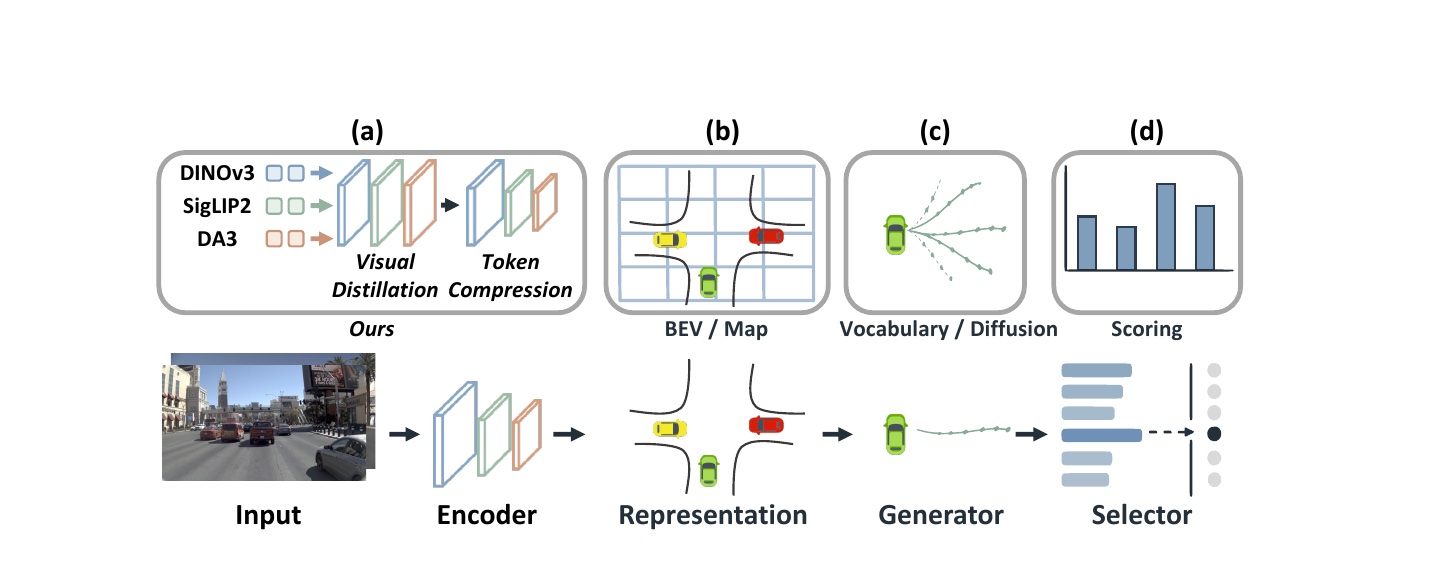 (a) (b) (c) (d)
DINOv3
SigLIP2
DA3
Visual
Distillation
Token
Compression
Ours
BEV / Map
Vocabulary / Diffusion
Scoring
Input
Encoder
Representation
Generator
Selector